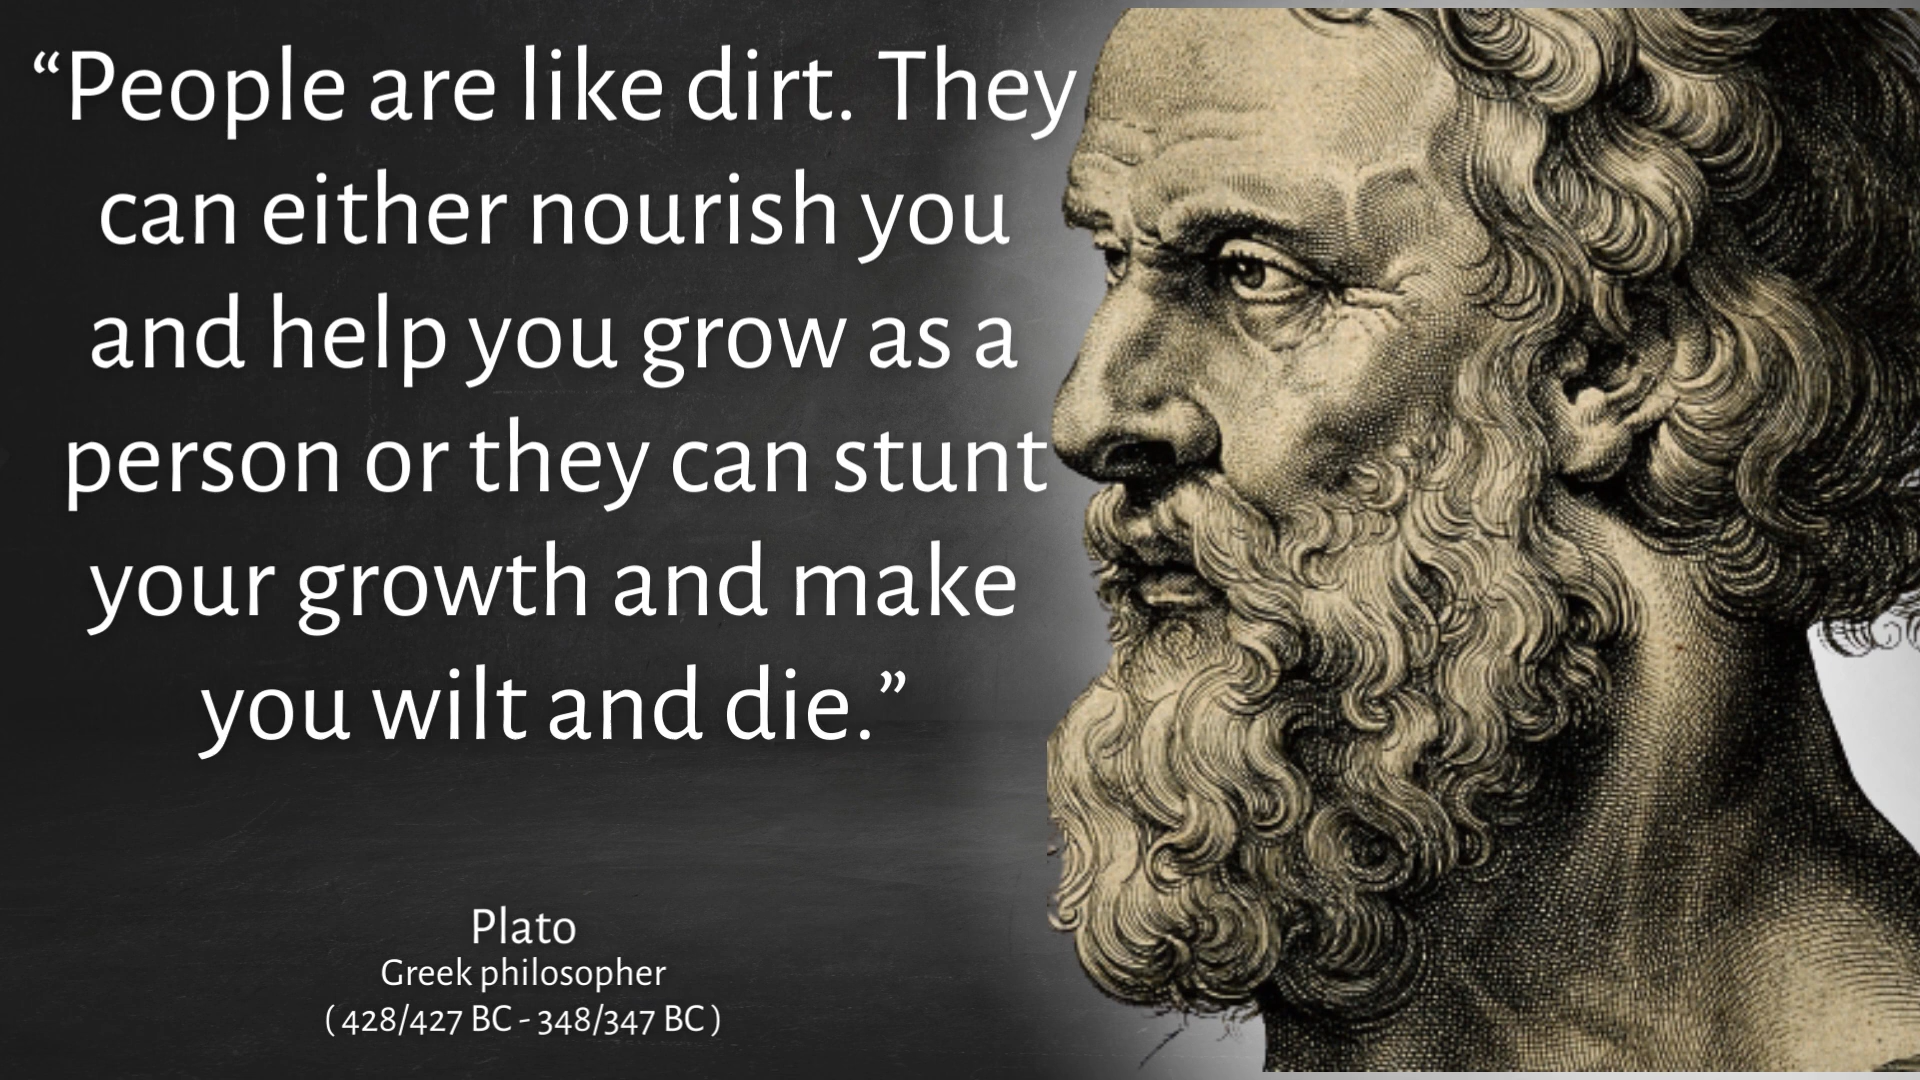 “People are like dirt. They
can either nourish you
and help you grow as a
person or they can stunt
your growth and make
you wilt and die.”
Plato
Greek philosopher
( 428/427 BC - 348/347 BC )